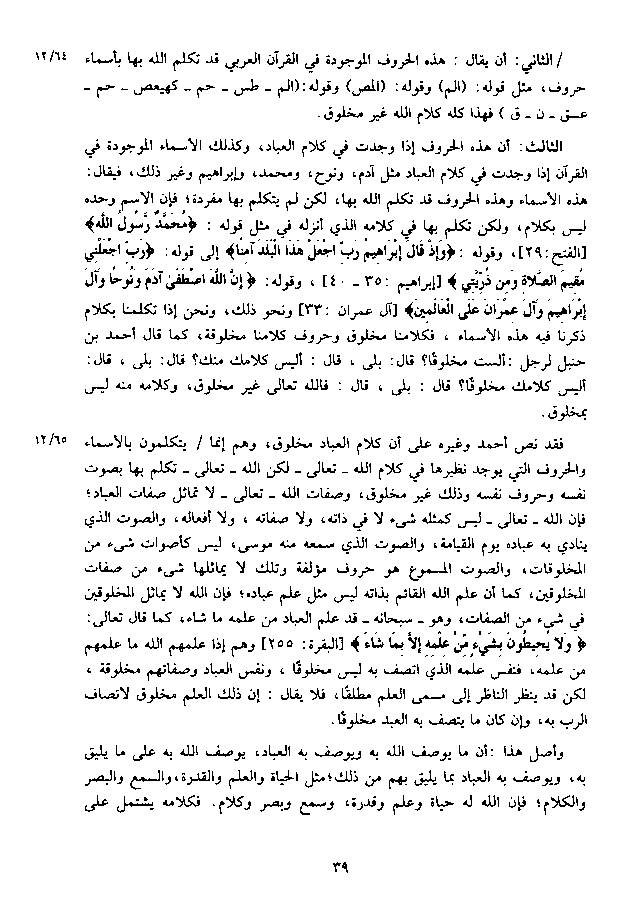 / الثاني: أن يقال : هذه الحروف الموجودة في القرآن العربي قد تكلم الله بها بأسماء ١٢/٦٤
حروف، مثل قوله: (الم) وقوله: (المص) وقوله:(الم ـ طس ـ حم ـ كهيعص ـ حم ـ
عسق ـ ن ـ ق ) فهذا كله كلام الله غير مخلوق.
الثالث: أن هذه الحروف إذا وجدت في كلام العباد، وكذلك الأسماء الموجودة في
القرآن إذا وجدت في كلام العباد مثل آدم، ونوح، ومحمد، وإبراهيم وغير ذلك، فيقال:
هذه الأسماء وهذه الحروف قد تكلم الله بها، لكن لم يتكلم بها مفردة؛ فإن الاسم وحده
ليس بكلام، ولكن تكلم بها في كلامه الذي أنزله في مثل قوله : ﴿مُحَمَّدٌ رَّسُولُ اللَّه﴾
[الفتح:٢٩]، وقوله : ﴿وَإِذْ قَالَ إِبْرَاهِيمُ رَبِّ اجْعَلْ هَذَا الْبَلَدَ آمِنًا﴾ إلى قوله: ﴿رَبِّ اجْعَلْنِي
مُقِيمَ الصَّلاةِ وَمِن ذُرِّيَّتِي ﴾ [إبراهيم :٣٥ ـ ٤٠] ، وقوله: ﴿ إِنَّ اللَّهَ اصْطَفَى آدَمَ وَنُوحًا وَآلَ
إِبْرَاهِيمَ وَآلَ عِمْرَانَ عَلَى الْعَالَمِينَ﴾ [آل عمران :٣٣] ونحو ذلك، ونحن إذا تكلمنا بكلام
ذكرنا فيه هذه الأسماء ، فكلامنا مخلوق وحروف كلامنا مخلوقة، كما قال أحمد بن
حنبل لرجل :ألست مخلوقًا؟ قال: بلى ، قال : أليس كلامك منك؟ قال: بلى ، قال:
أليس كلامك مخلوقًا؟ قال : بلى ، قال : فالله تعالى غير مخلوق، وكلامه منه ليس
بمخلوق.
فقد نص أحمد وغيره على أن كلام العباد مخلوق، وهم إنما / يتكلمون بالأسماء ١٢/٦٥
والحروف التي يوجد نظيرها في كلام الله ـ تعالى ـ لكن الله ـ تعالى ـ تكلم بها بصوت
نفسه وحروف نفسه وذلك غير مخلوق، وصفات الله ـ تعالى ـ لا تماثل صفات العباد؛
فإن الله ـ تعالى ـ ليس كمثله شىء لا في ذاته، ولا صفاته ، ولا أفعاله، والصوت الذي
ينادي به عباده يوم القيامة، والصوت الذي سمعه منه موسى، ليس كأصوات شىء من
المخلوقات، والصوت المسموع هو حروف مؤلفة وتلك لا يماثلها شىء من صفات
المخلوقين، كما أن علم الله القائم بذاته ليس مثل علم عباده؛ فإن الله لا يماثل المخلوقين
في شىء من الصفات، وهو ـ سبحانه ـ قد علم العباد من علمه ما شاء، كما قال تعالى:
﴿ وَلا يُحِيطُونَ بِشَيْءٍ مِّنْ عِلْمِهِ إِلاَّ بِمَا شَاءَ ﴾ [البقرة: ٢٥٥] وهم إذا علمهم الله ما علمهم
من علمه، فنفس علمه الذي اتصف به ليس مخلوقًا ، ونفس العباد وصفاتهم مخلوقة ،
لكن قد ينظر الناظر إلى مسمى العلم مطلقًا، فلا يقال : إن ذلك العلم مخلوق لاتصاف
الرب به، وإن كان ما يتصف به العبد مخلوقًا.
وأصل هذا :أن ما يوصف الله به ويوصف به العباد، يوصف الله به على ما يليق
به، ويوصف به العباد بما يليق بهم من ذلك؛مثل الحياة والعلم والقدرة،والسمع والبصر
والكلام؛ فإن الله له حياة وعلم وقدرة، وسمع وبصر وكلام. فكلامه يشتمل على
٣٩